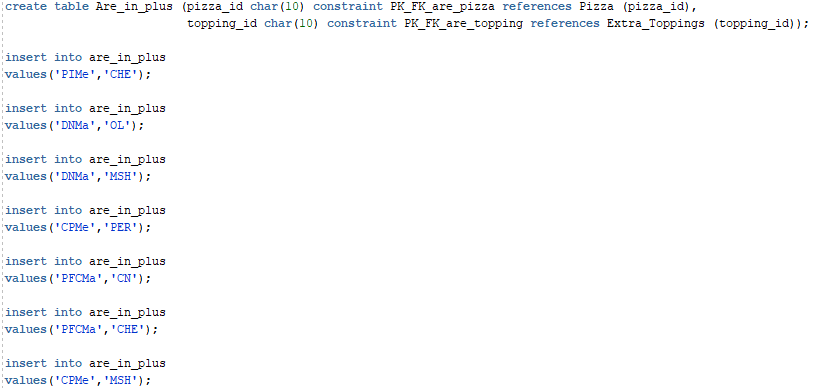 create table Are_in_plus (pizza_id char(10) constraint PK_FK_are_pizza references Pizza (pizza_id),
topping_id char(10) constraint PK_FK_are_topping references Extra_Toppings (topping_id));
insert into are_in_plus
values('PIMe','CHE');
insert into are_in_plus
values('DNMa','OL');
insert into are_in_plus
values('DNMa','MSH');
insert into are_in_plus
values('CPMe','PER');
insert into are_in_plus
values('PFCMa','CN');
insert into are_in_plus
values('PFCMa','CHE');
insert into are_in_plus
values('CPMe','MSH');